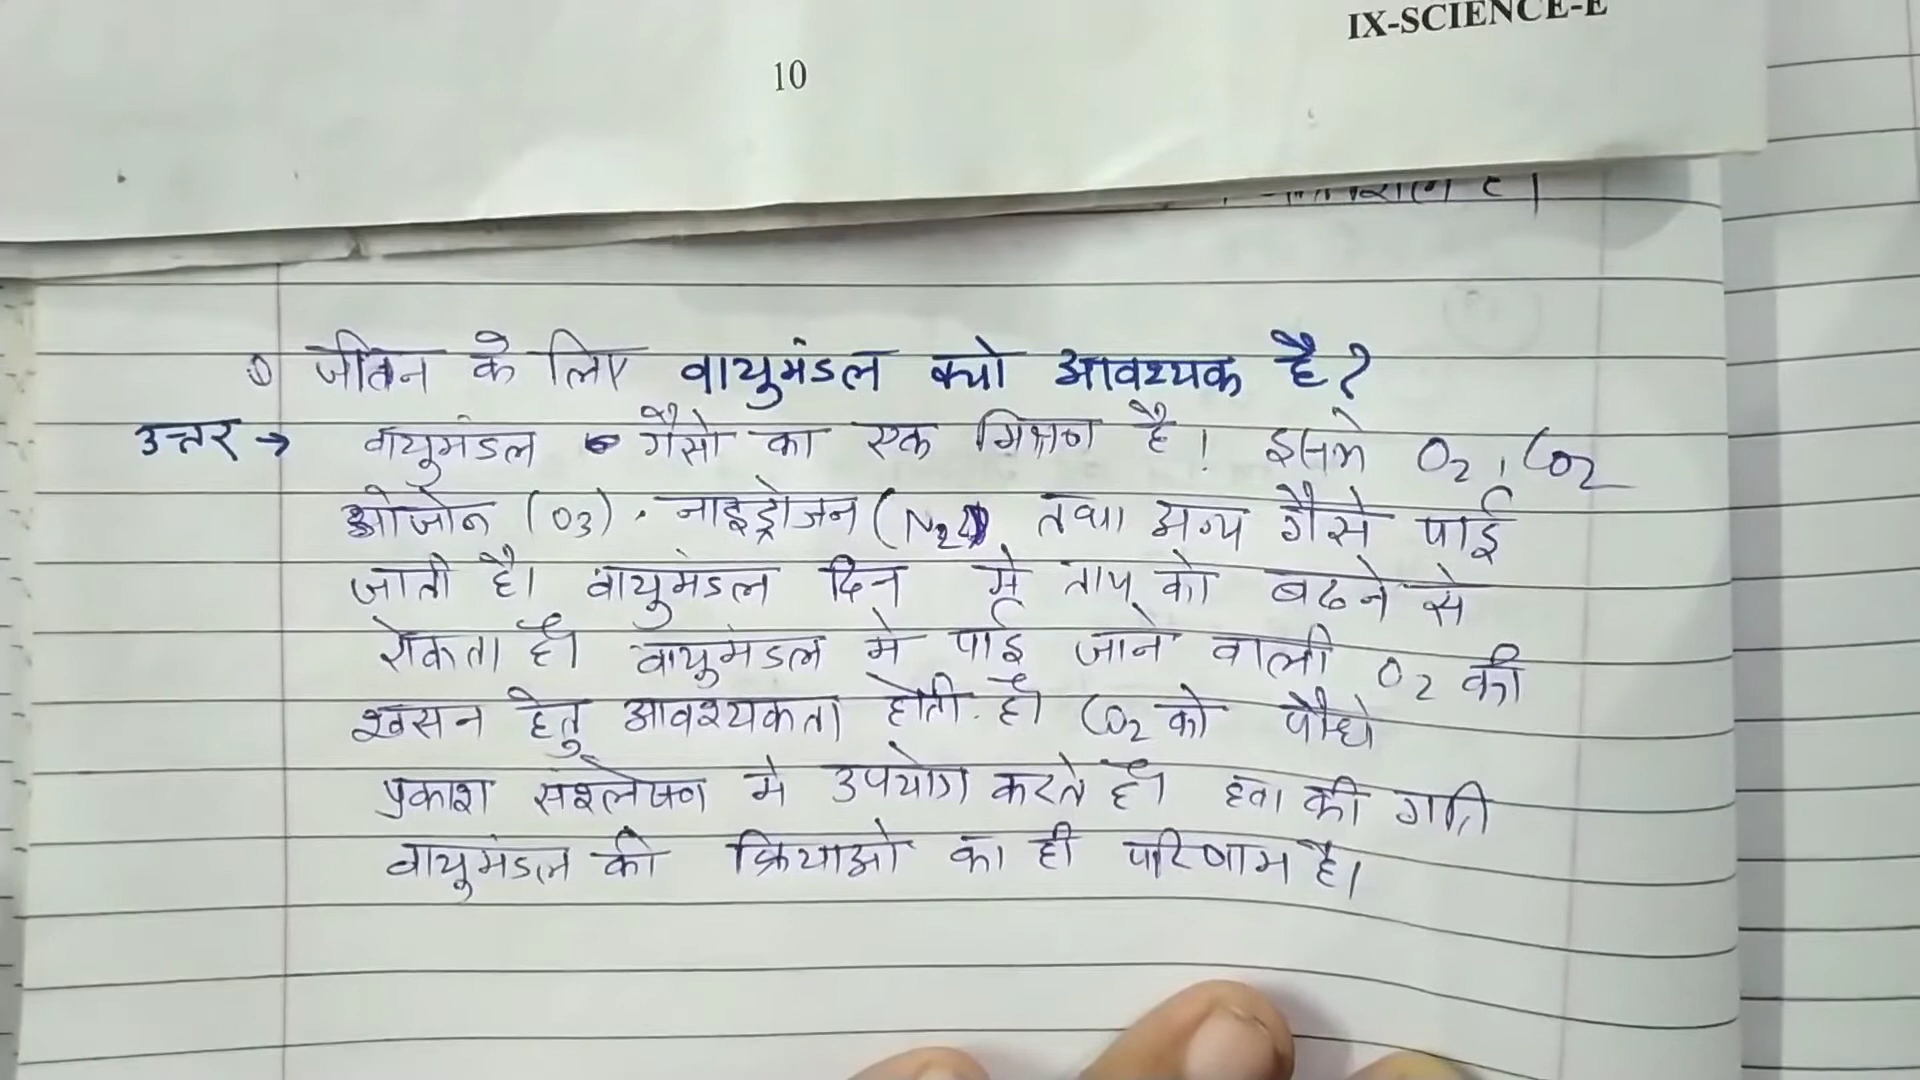 IX-SCIENCE-E
10
① जीवन के लिए वायुमंडल क्यो आवश्यक है?
उत्तर → वायुमंडल गैसो का एक मिश्रण है। इसमे O2, CO2
ओजोन (O3), नाइट्रोजन (N2 तथा अन्य गैसे पाई
जाती है। वायुमंडल दिन मे ताप को बढने से
रोकता है। वायुमंडल मे पाई जाने वाली O2 की
श्वसन हेतु आवश्यकता होती है। CO2 को पौधे
प्रकाश संश्लेषण मे उपयोग करते है। हवा की गति
वायुमंडल की क्रियाओ का ही परिणाम है।